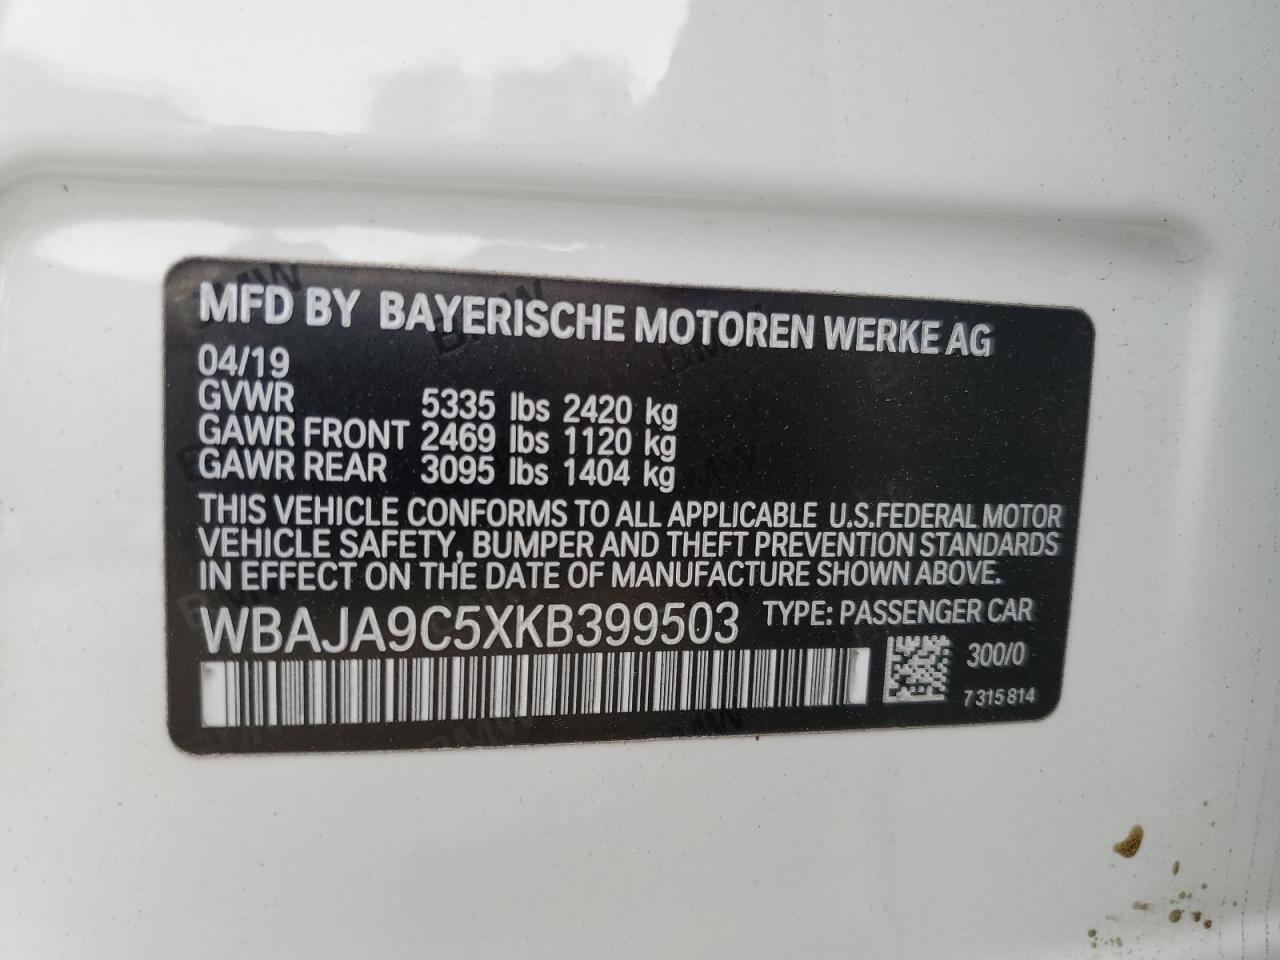 MFD BY BAYERISCHE MOTOREN WERKE AG
04/19
GVWR 5335 lbs 2420 kg
GAWR FRONT 2469 lbs 1120 kg
GAWR REAR 3095 lbs 1404 kg
THIS VEHICLE CONFORMS TO ALL APPLICABLE U.S.FEDERAL MOTOR
VEHICLE SAFETY, BUMPER AND THEFT PREVENTION STANDARDS
IN EFFECT ON THE DATE OF MANUFACTURE SHOWN ABOVE.
WBAJA9C5XKB399503 TYPE: PASSENGER CAR
300/0
7 315 814